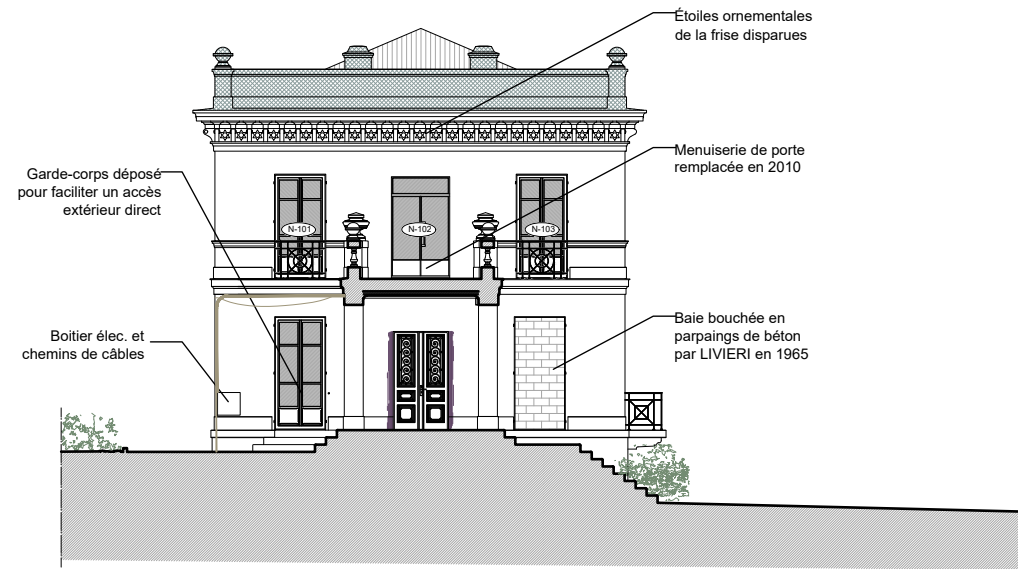 Étoiles ornementales
de la frise disparues
Menuiserie de porte
remplacée en 2010
Garde-corps déposé
pour faciliter un accès
extérieur direct
N-101
N-102
N-103
Boitier élec. et
chemins de câbles
Baie bouchée en
parpaings de béton
par LIVIERI en 1965